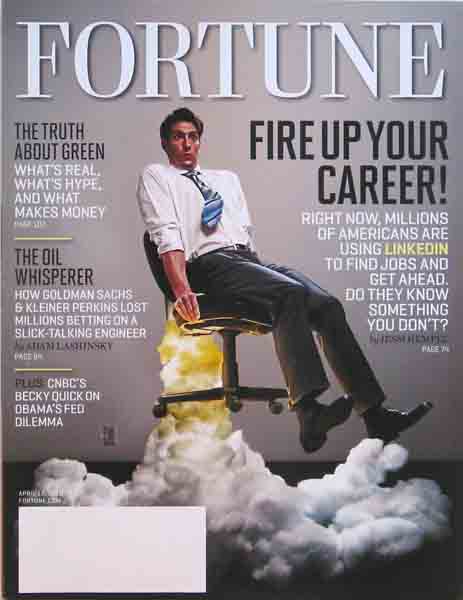 FORTUNE
THE TRUTH
ABOUT GREEN
WHAT'S REAL,
WHAT'S HYPE,
AND WHAT
MAKES MONEY
THE OIL
WHISPERER
HOW GOLDMAN SACHS
& KLEINER PERKINS LOST
MILLIONS BETTING ON A
SLICK-TALKING ENGINEER
by ADAM LASHINSKY
PAGE 84
PLUS: CNBC'S
BECKY QUICK ON
OBAMA'S FED
DILEMMA
FIRE UP YOUR
CAREER!
RIGHT NOW, MILLIONS
OF AMERICANS ARE
USING LINKEDIN
TO FIND JOBS AND
GET AHEAD.
DO THEY KNOW
SOMETHING
YOU DON'T?
by JESSI HEMPEL
PAGE 74
FORTUNE.COM